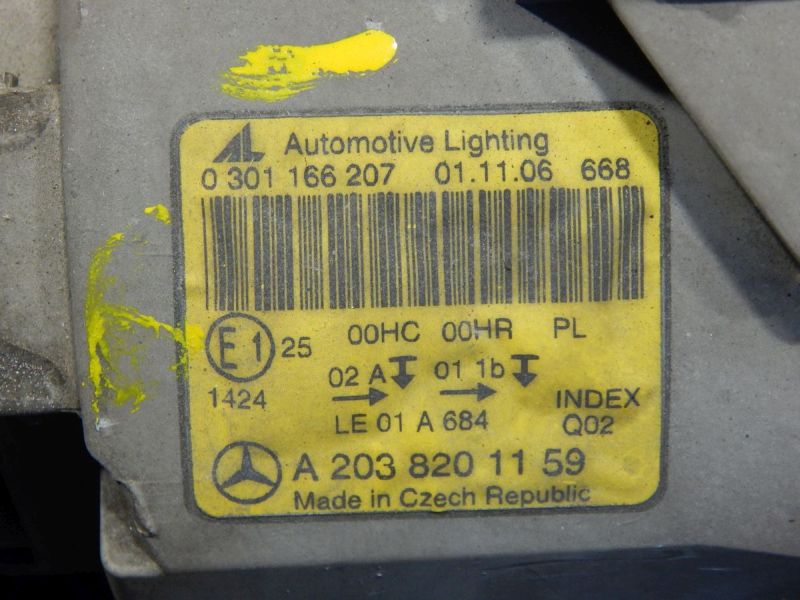 AL Automotive Lighting
0 301 166 207 01.11.06 668
E1 25 00HC 00HR PL
1424 02 A 01 1b
LE 01 A 684 INDEX
Q02
A 203 820 11 59
Made in Czech Republic